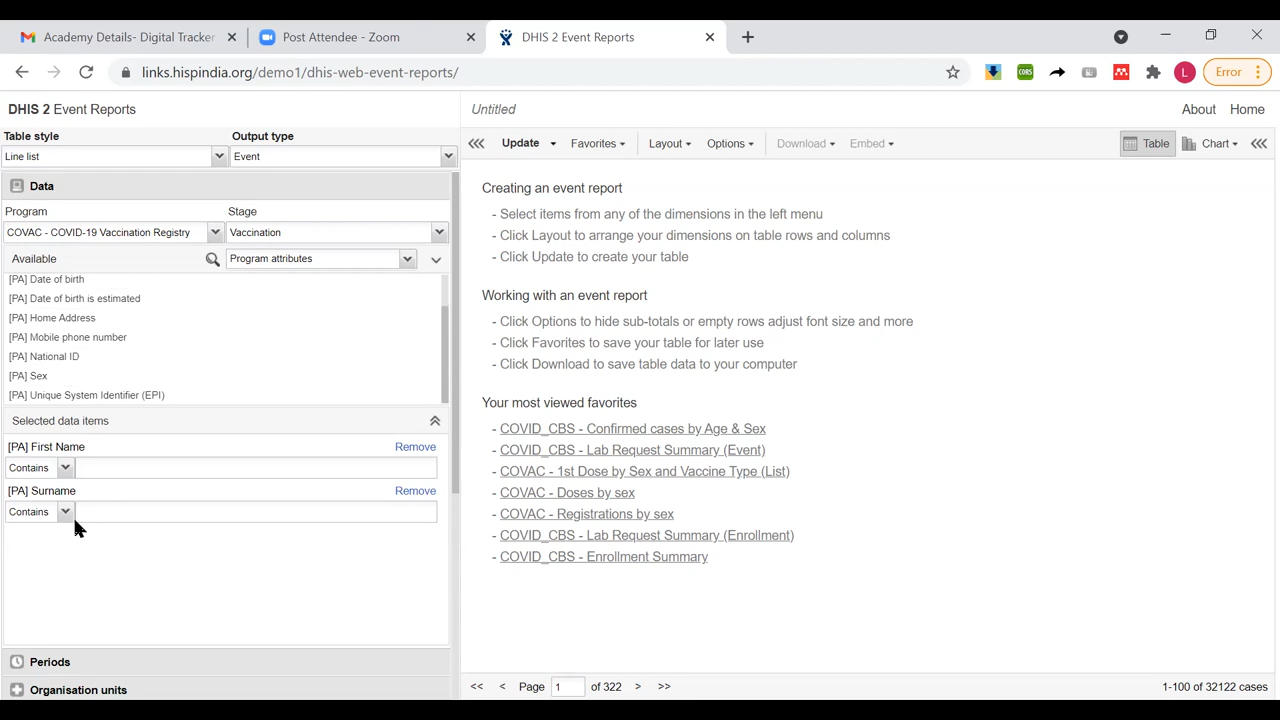 Academy Details- Digital Tracker
Post Attendee - Zoom
DHIS 2 Event Reports
links.hispindia.org/demo1/dhis-web-event-reports/
CORS
L
Error
DHIS 2 Event Reports
Untitled
About Home
Table style Output type
Line list Event
Update Favorites Layout Options Download Embed Table Chart
Data
Program Stage
COVAC - COVID-19 Vaccination Registry Vaccination
Available Program attributes
[PA] Date of birth
[PA] Date of birth is estimated
[PA] Home Address
[PA] Mobile phone number
[PA] National ID
[PA] Sex
[PA] Unique System Identifier (EPI)
Selected data items
[PA] First Name Remove
Contains
[PA] Surname Remove
Contains
Periods
Organisation units
Creating an event report
- Select items from any of the dimensions in the left menu
- Click Layout to arrange your dimensions on table rows and columns
- Click Update to create your table
Working with an event report
- Click Options to hide sub-totals or empty rows adjust font size and more
- Click Favorites to save your table for later use
- Click Download to save table data to your computer
Your most viewed favorites
- COVID_CBS - Confirmed cases by Age & Sex
- COVID_CBS - Lab Request Summary (Event)
- COVAC - 1st Dose by Sex and Vaccine Type (List)
- COVAC - Doses by sex
- COVAC - Registrations by sex
- COVID_CBS - Lab Request Summary (Enrollment)
- COVID_CBS - Enrollment Summary
<< < Page 1 of 322 > >> 1-100 of 32122 cases